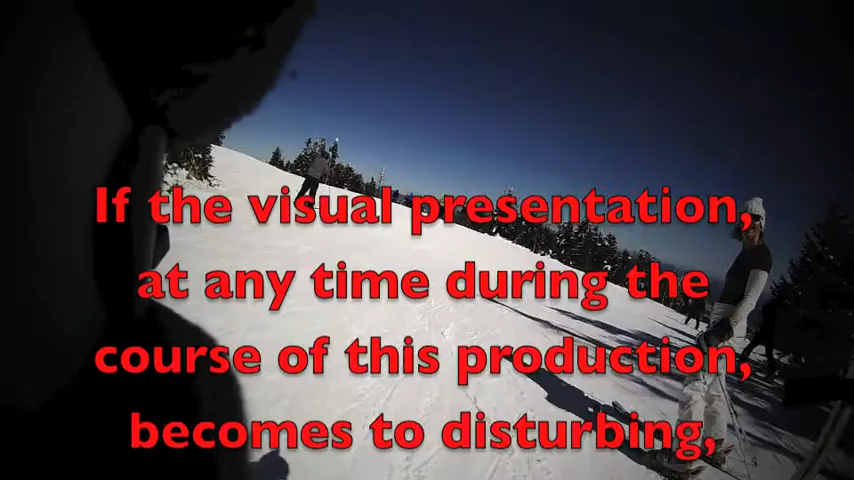 If the visual presentation,
at any time during the
course of this production,
becomes to disturbing,